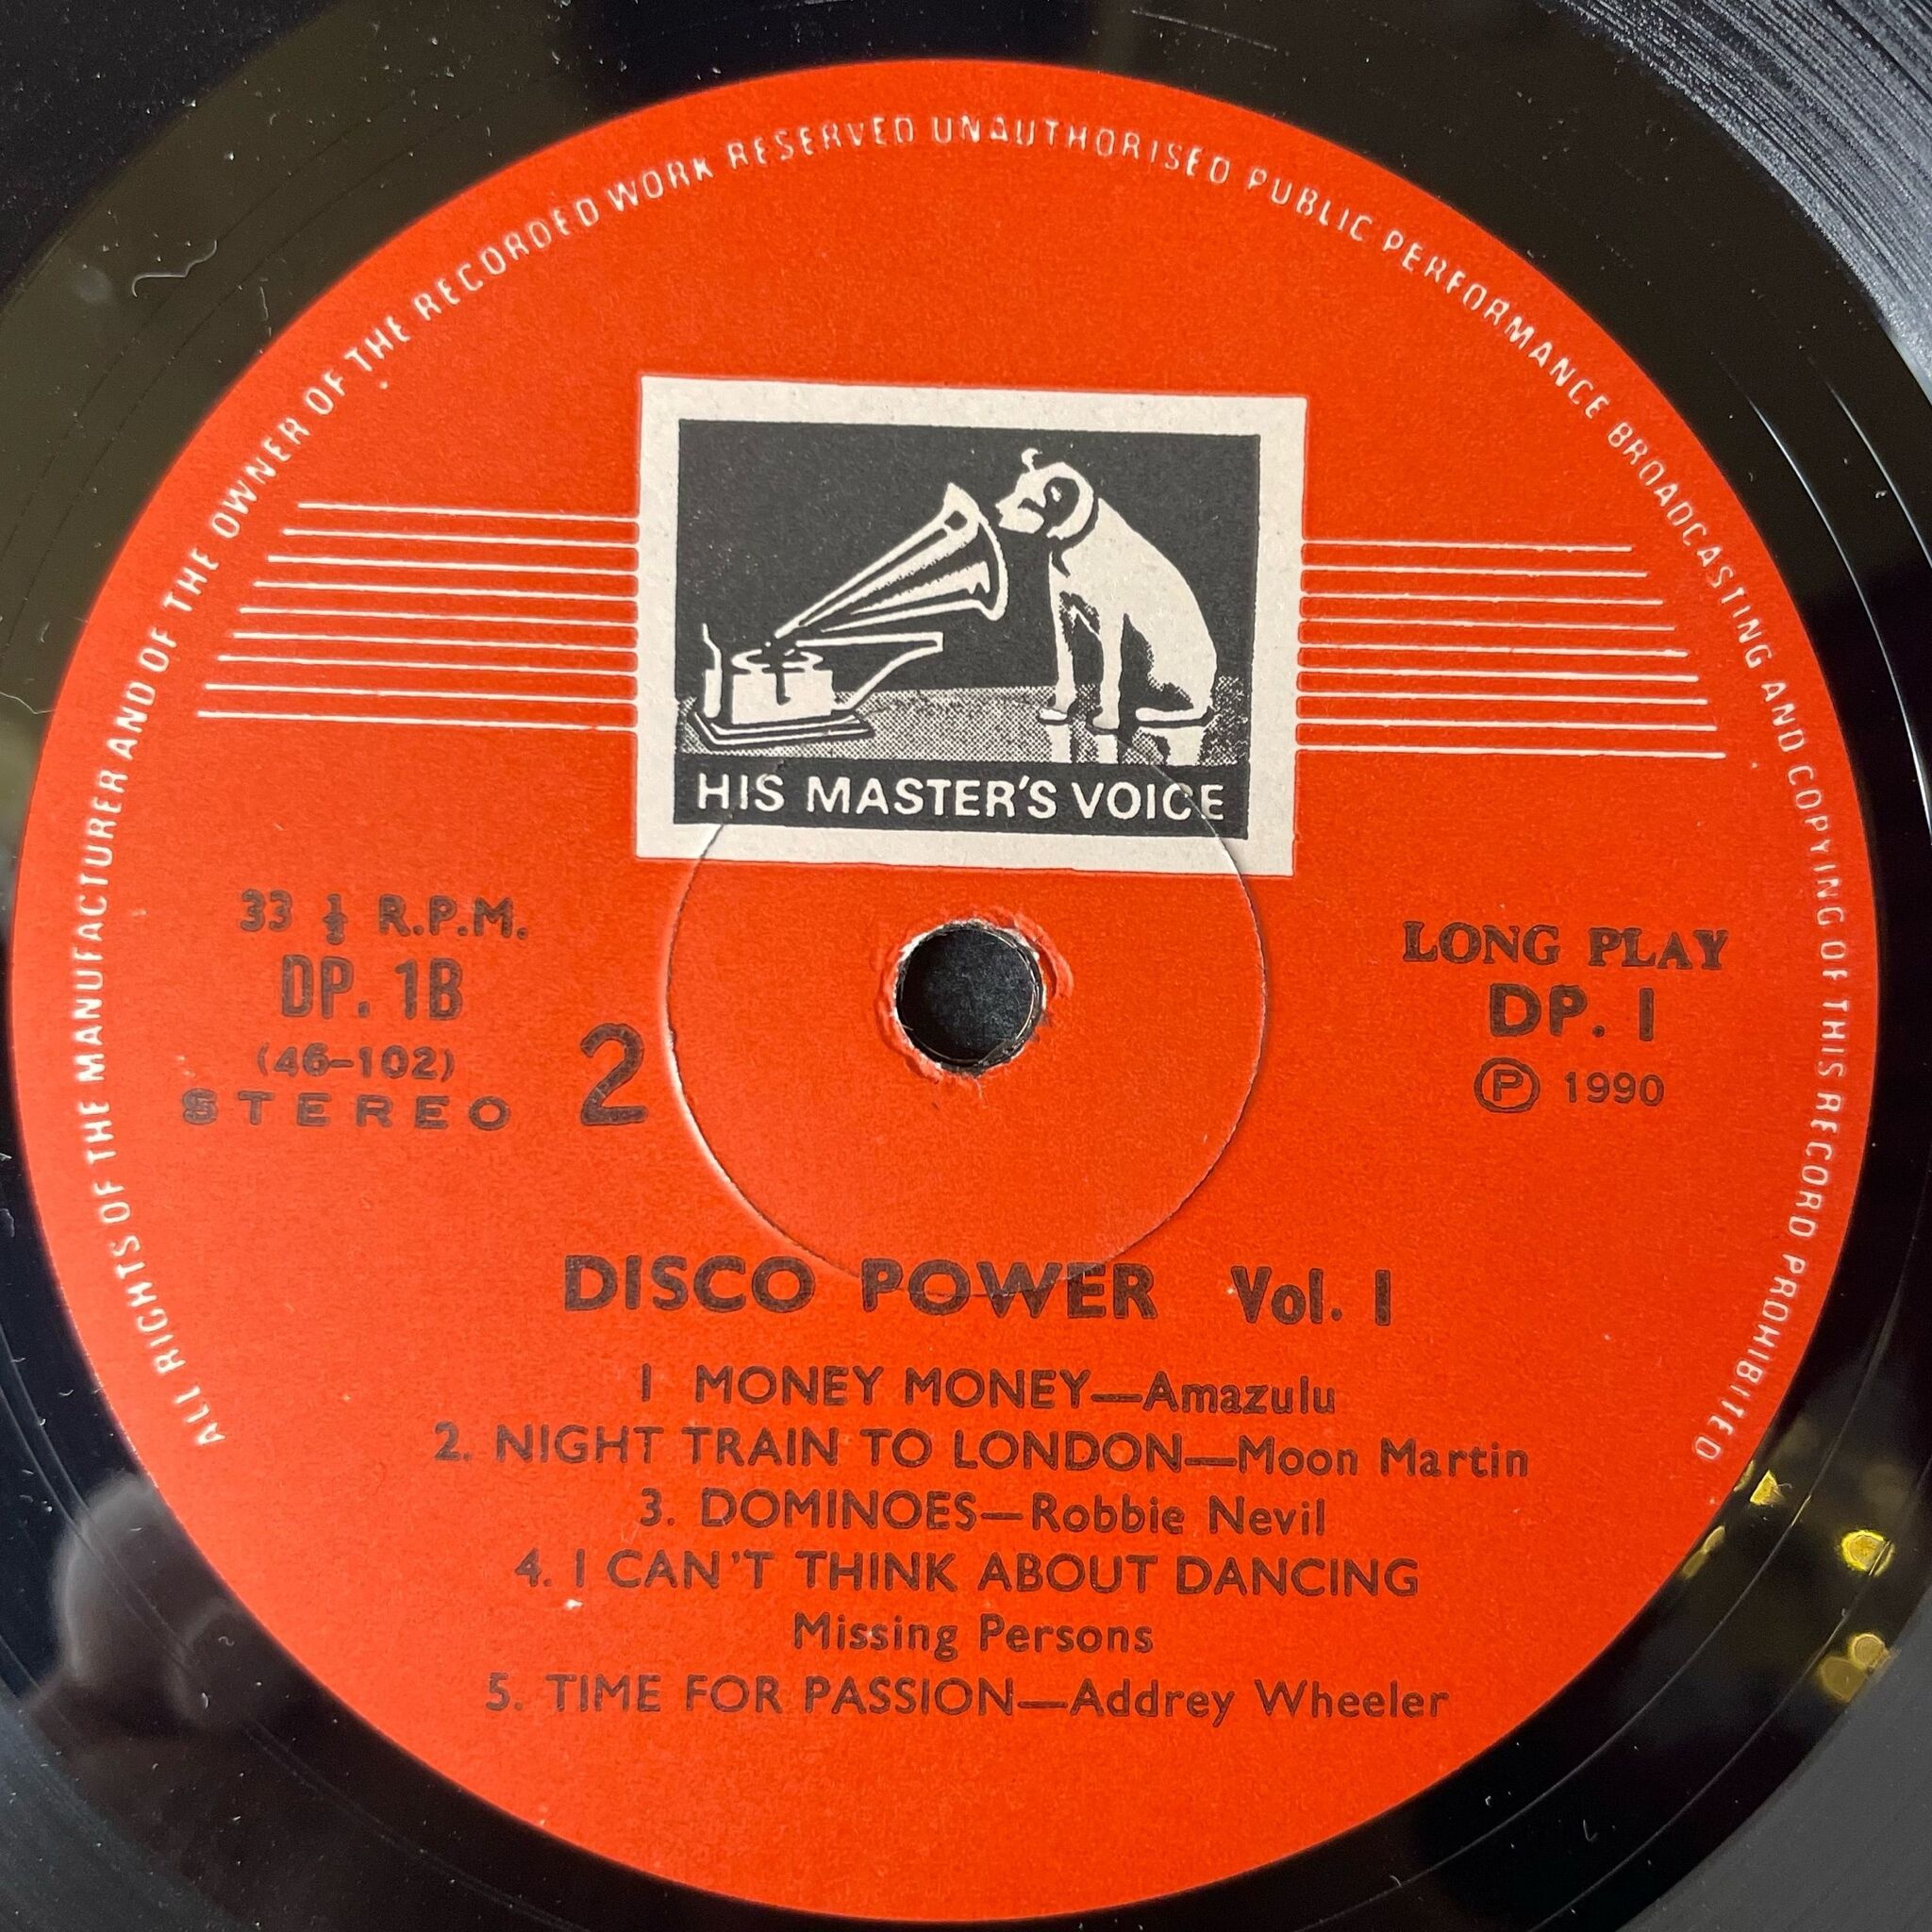 ALL RIGHTS OF THE MANUFACTURER AND OF THE OWNER OF THE RECORDED WORK RESERVED UNAUTHORISED PUBLIC PERFORMANCE BROADCASTING AND COPYING OF THIS RECORD PROHIBITED
HIS MASTER'S VOICE
33 ⅓ R.P.M.
DP. 1B
(46-102)
STEREO
2
LONG PLAY
DP. 1
Ⓟ 1990
DISCO POWER Vol. 1
1 MONEY MONEY—Amazulu
2. NIGHT TRAIN TO LONDON—Moon Martin
3. DOMINOES—Robbie Nevil
4. I CAN'T THINK ABOUT DANCING
Missing Persons
5. TIME FOR PASSION—Addrey Wheeler